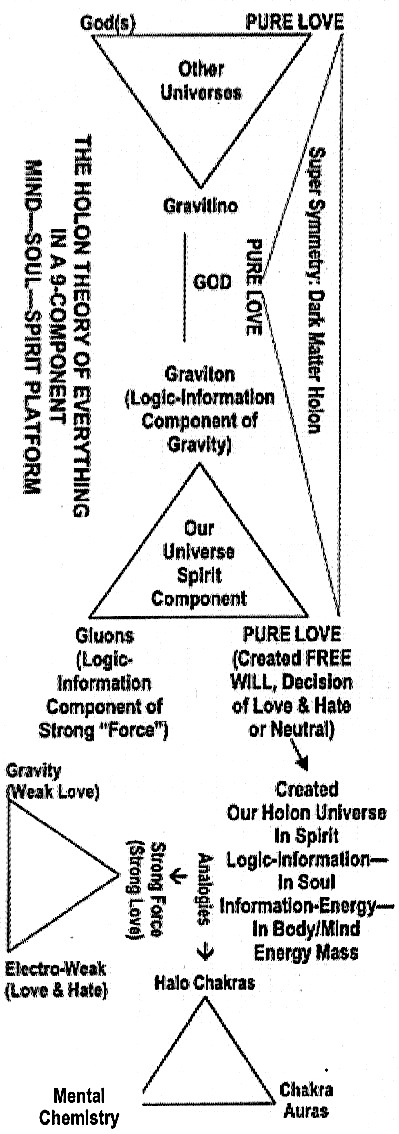 God(s)
PURE LOVE
Other
Universes
Gravitino
GOD
PURE LOVE
Super Symmetry: Dark Matter Holon
THE HOLON THEORY OF EVERYTHING
IN A 9-COMPONENT
MIND—SOUL—SPIRIT PLATFORM
Graviton
(Logic-Information
Component of
Gravity)
Our
Universe
Spirit
Component
Gluons
(Logic-
Information
Component of
Strong "Force")
PURE LOVE
(Created FREE
WILL, Decision
of Love & Hate
or Neutral)
Created
Our Holon Universe
In Spirit
Logic-Information—
In Soul
Information-Energy—
In Body/Mind
Energy Mass
Gravity
(Weak Love)
Strong Force
(Strong Love)
Analogies
Electro-Weak
(Love & Hate)
Halo Chakras
Mental
Chemistry
Chakra
Auras